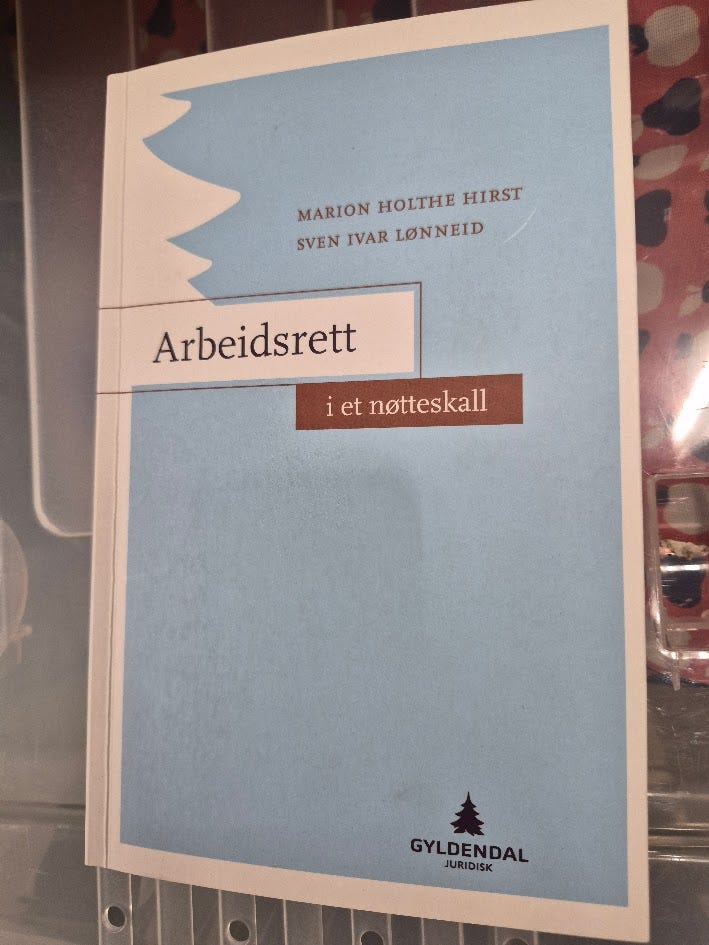 MARION HOLTHE HIRST
SVEN IVAR LØNNEID
Arbeidsrett
i et nøtteskall
GYLDENDAL
JURIDISK